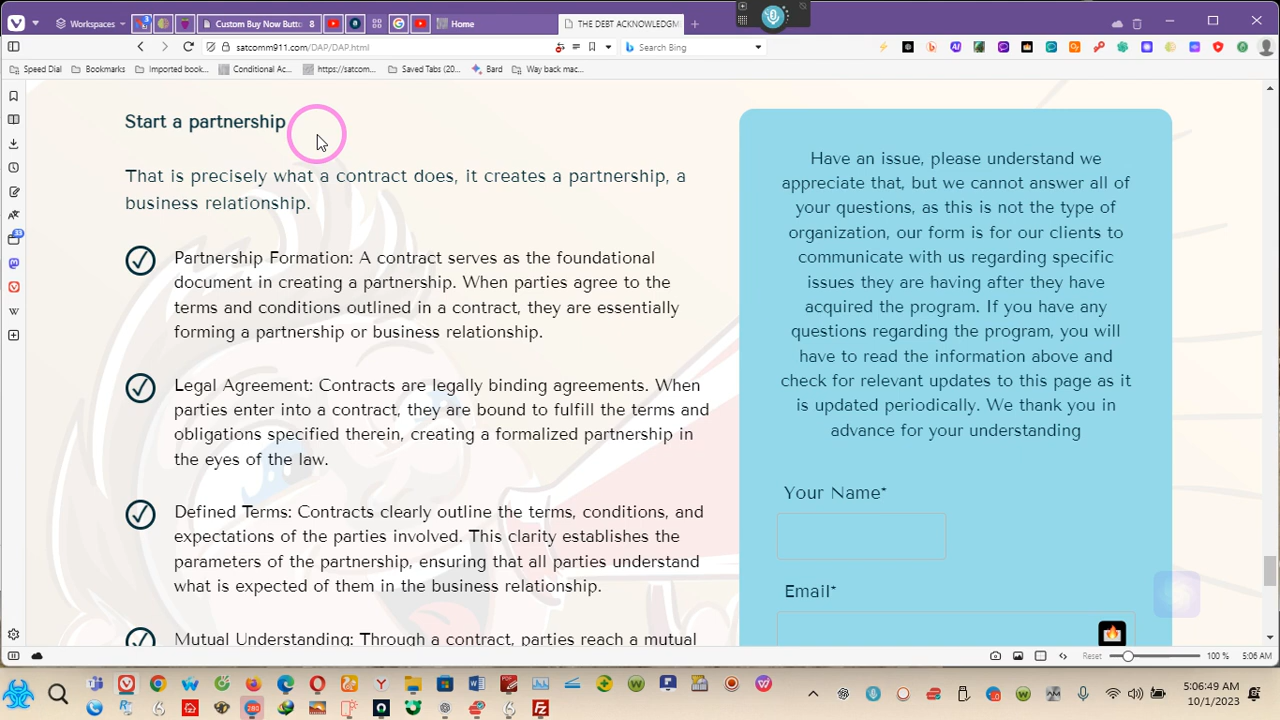 Workspaces
3
Custom Buy Now Butto
8
Home
THE DEBT ACKNOWLEDGM
satcomm911.com/DAP/DAP.html
Search Bing
Speed Dial
Bookmarks
Imported book...
Conditional Ac...
https://satcom...
Saved Tabs (20...
Bard
Way back mac...
Start a partnership
That is precisely what a contract does, it creates a partnership, a
business relationship.
Partnership Formation: A contract serves as the foundational
document in creating a partnership. When parties agree to the
terms and conditions outlined in a contract, they are essentially
forming a partnership or business relationship.
Legal Agreement: Contracts are legally binding agreements. When
parties enter into a contract, they are bound to fulfill the terms and
obligations specified therein, creating a formalized partnership in
the eyes of the law.
Defined Terms: Contracts clearly outline the terms, conditions, and
expectations of the parties involved. This clarity establishes the
parameters of the partnership, ensuring that all parties understand
what is expected of them in the business relationship.
Mutual Understanding: Through a contract, parties reach a mutual
Have an issue, please understand we
appreciate that, but we cannot answer all of
your questions, as this is not the type of
organization, our form is for our clients to
communicate with us regarding specific
issues they are having after they have
acquired the program. If you have any
questions regarding the program, you will
have to read the information above and
check for relevant updates to this page as it
is updated periodically. We thank you in
advance for your understanding
Your Name*
Email*
Reset
100 %
5:06 AM
5:06:49 AM
10/1/2023